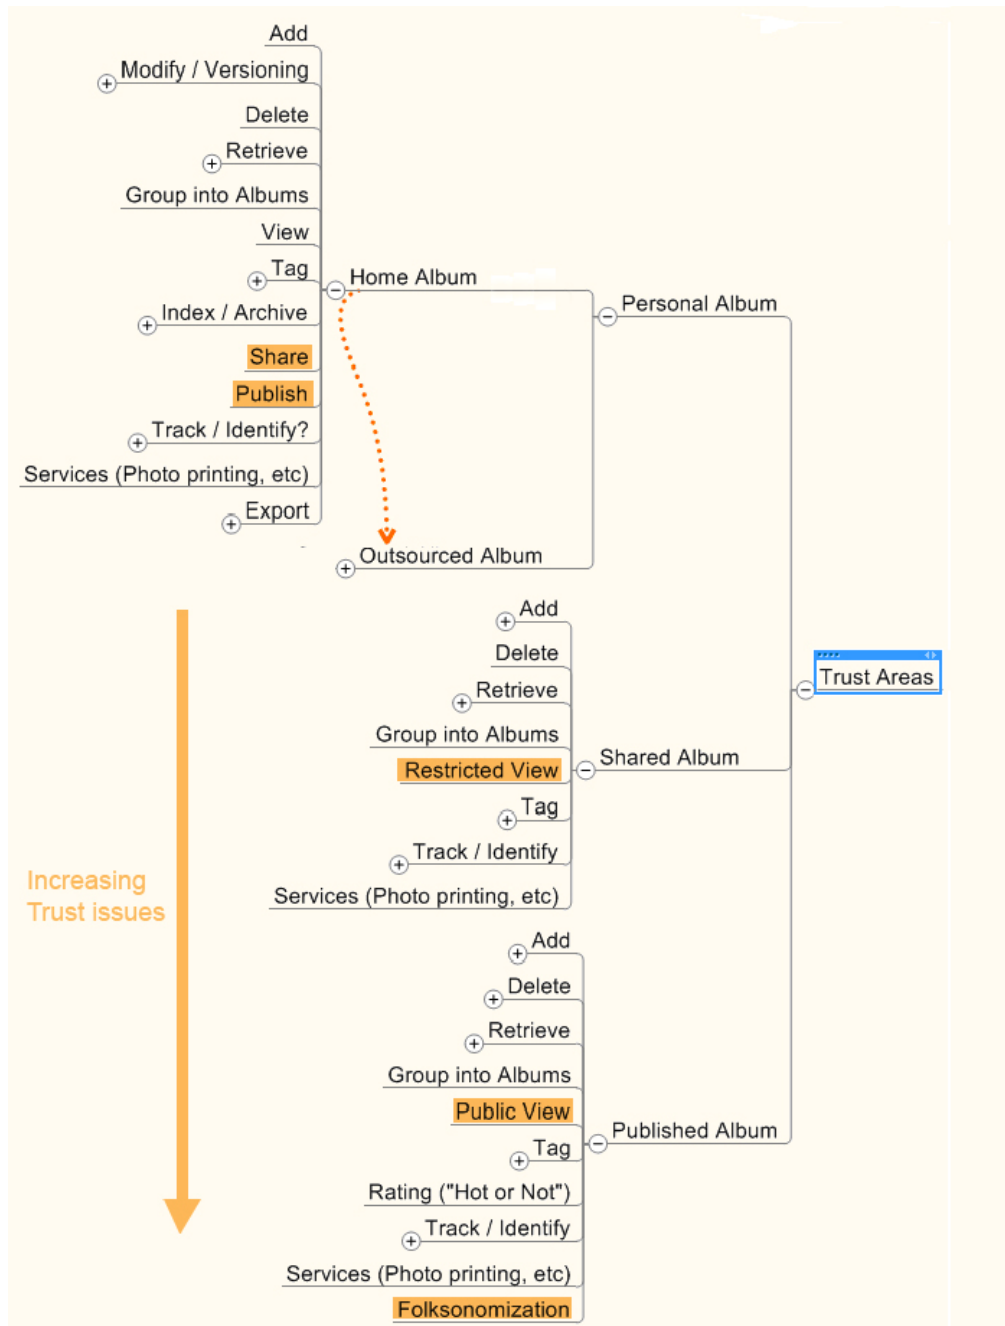 Add
Modify / Versioning
Delete
Retrieve
Group into Albums
View
Tag
Index / Archive
Share
Publish
Track / Identify?
Services (Photo printing, etc)
Export
Home Album
Personal Album
Outsourced Album
Add
Delete
Retrieve
Group into Albums
Restricted View
Tag
Track / Identify
Services (Photo printing, etc)
Shared Album
Trust Areas
Increasing
Trust issues
Add
Delete
Retrieve
Group into Albums
Public View
Tag
Rating ("Hot or Not")
Track / Identify
Services (Photo printing, etc)
Folksonomization
Published Album